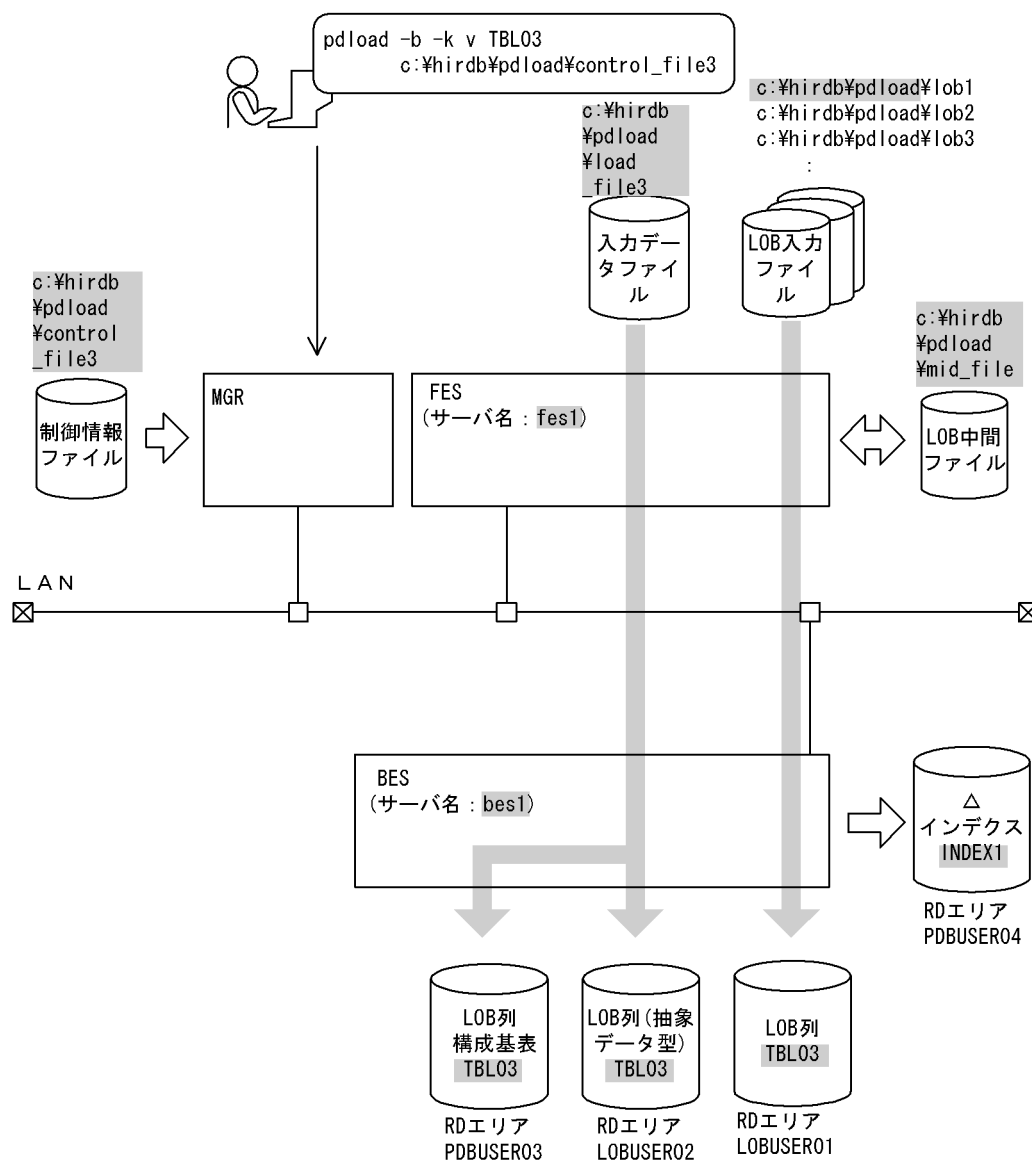 pdload -b -k v TBL03
c:¥hirdb¥pdload¥control_file3
c:¥hirdb
¥pdload
¥load
_file3
c:¥hirdb¥pdload¥lob1
c:¥hirdb¥pdload¥lob2
c:¥hirdb¥pdload¥lob3
:
入力デー
タファイ
ル
LOB入力
ファイ
ル
c:¥hirdb
¥pdload
¥control
_file3
制御情報
ファイル
MGR
FES
(サーバ名:fes1)
c:¥hirdb
¥pdload
¥mid_file
LOB中間
ファイル
LAN
BES
(サーバ名:bes1)
△
インデクス
INDEX1
RDエリア
PDBUSER04
LOB列
構成基表
TBL03
RDエリア
PDBUSER03
LOB列(抽象
データ型)
TBL03
RDエリア
LOBUSER02
LOB列
TBL03
RDエリア
LOBUSER01